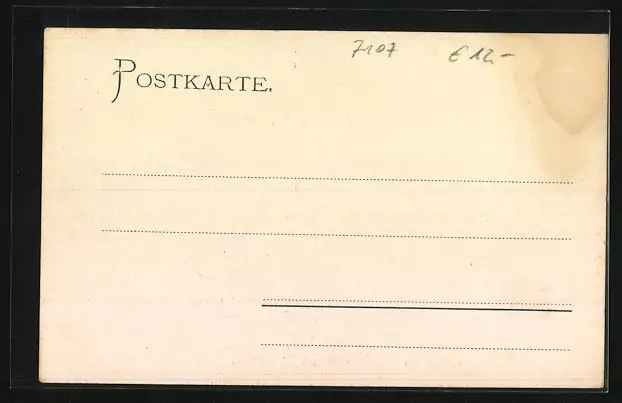 7107 € 12,-
POSTKARTE.